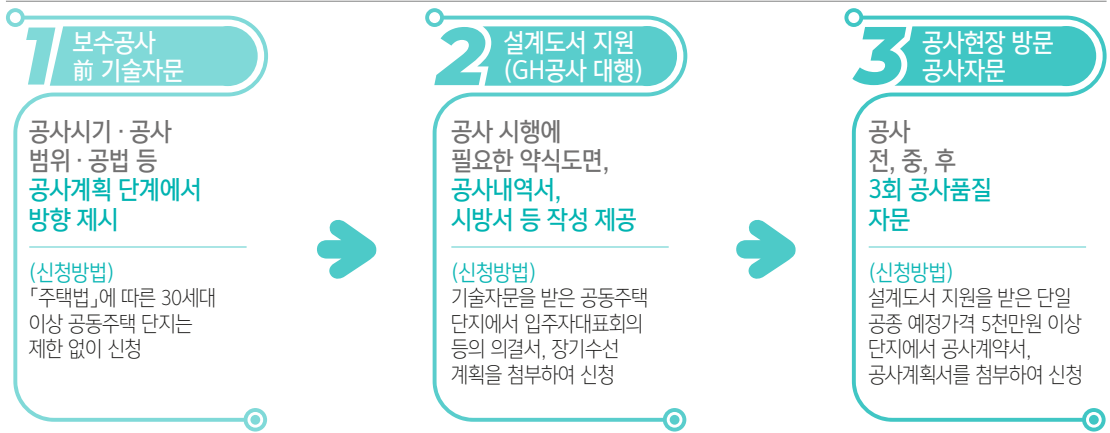 1
보수공사
前 기술자문
공사시기 · 공사
범위 · 공법 등
공사계획 단계에서
방향 제시
(신청방법)
「주택법」에 따른 30세대
이상 공동주택 단지는
제한 없이 신청
2
설계도서 지원
(GH공사 대행)
공사 시행에
필요한 약식도면,
공사내역서,
시방서 등 작성 제공
(신청방법)
기술자문을 받은 공동주택
단지에서 입주자대표회의
등의 의결서, 장기수선
계획을 첨부하여 신청
3
공사현장 방문
공사자문
공사
전, 중, 후
3회 공사품질
자문
(신청방법)
설계도서 지원을 받은 단일
공종 예정가격 5천만원 이상
단지에서 공사계약서,
공사계획서를 첨부하여 신청